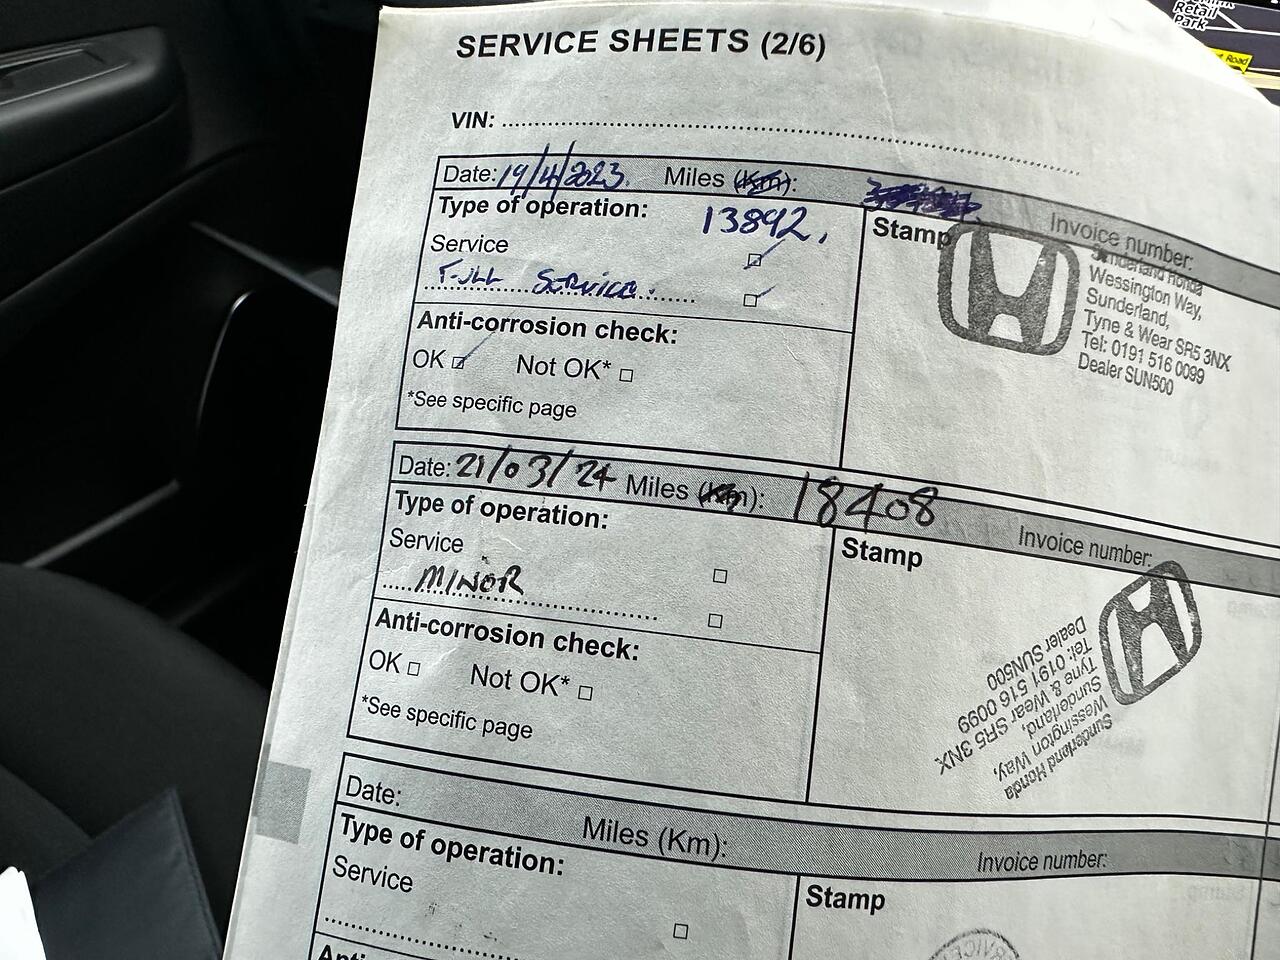 Retail
Park
Road
SERVICE SHEETS (2/6)
VIN:
Date: 19/4/2023. Miles (Km):
Invoice number:
Type of operation:
13892.
Service
Full Service.
Stamp
Sunderland Honda
Wessington Way,
Sunderland,
Tyne & Wear SR5 3NX
Tel: 0191 516 0099
Dealer SUN500
Anti-corrosion check:
OK Not OK*
*See specific page
Date: 21/03/24 Miles (Km): 18408
Invoice number:
Type of operation:
Service
MINOR
Stamp
Sunderland Honda
Wessington Way,
Sunderland,
Tyne & Wear SR5 3NX
Tel: 0191 516 0099
Dealer SUN500
Anti-corrosion check:
OK Not OK*
*See specific page
Date:
Miles (Km):
Invoice number:
Type of operation:
Service
Stamp